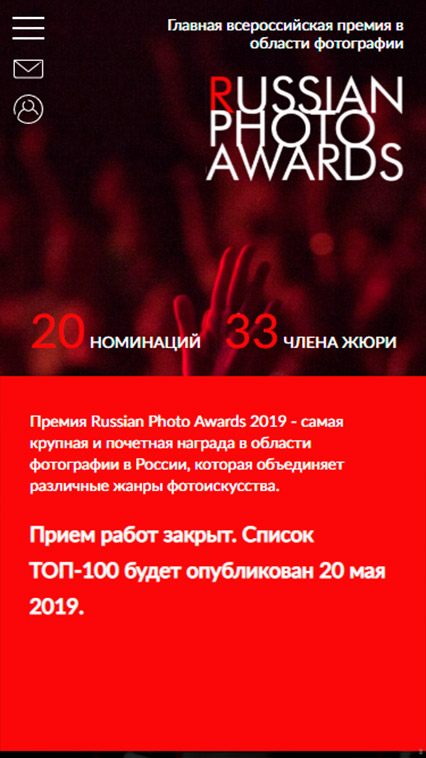 Главная всероссийская премия в
области фотографии
RUSSIAN
PHOTO
AWARDS
20 НОМИНАЦИЙ 33 ЧЛЕНА ЖЮРИ
Премия Russian Photo Awards 2019 - самая
крупная и почетная награда в области
фотографии в России, которая объединяет
различные жанры фотоискусства.
Прием работ закрыт. Список
ТОП-100 будет опубликован 20 мая
2019.